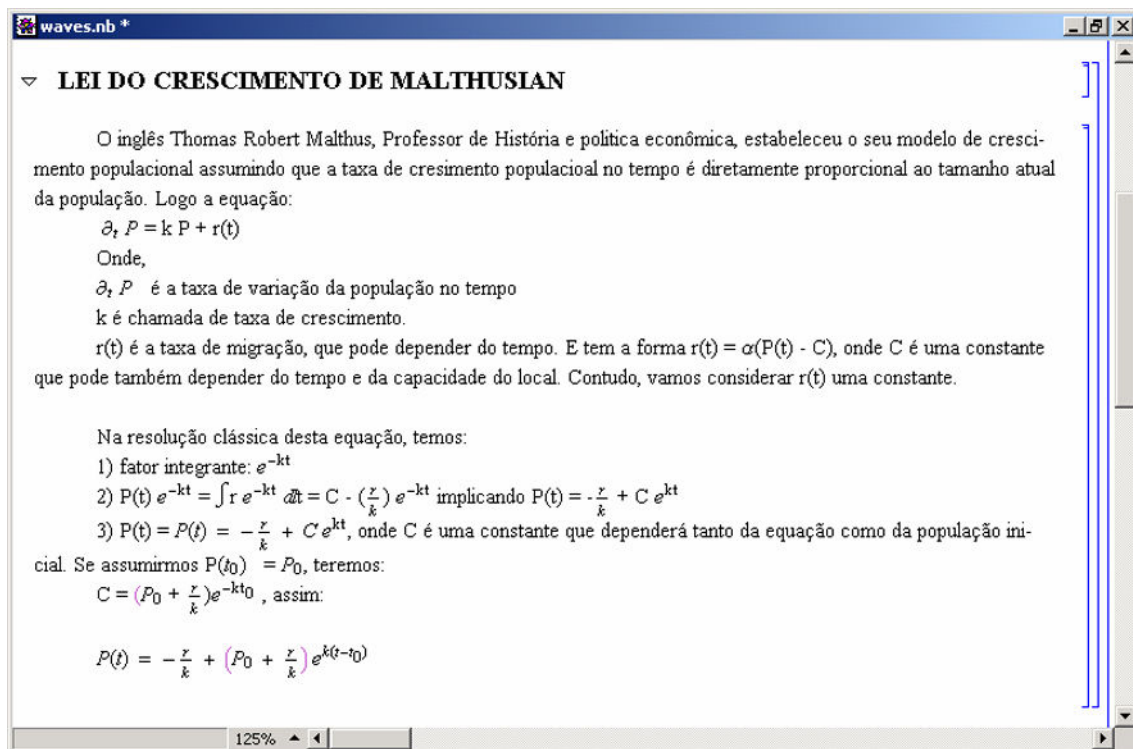 waves.nb *
LEI DO CRESCIMENTO DE MALTHUSIAN
O inglês Thomas Robert Malthus, Professor de História e politica econômica, estabeleceu o seu modelo de cresci-
mento populacional assumindo que a taxa de cresimento populacioal no tempo é diretamente proporcional ao tamanho atual
da população. Logo a equação:
∂ₜ P = k P + r(t)
Onde,
∂ₜ P é a taxa de variação da população no tempo
k é chamada de taxa de crescimento.
r(t) é a taxa de migração, que pode depender do tempo. E tem a forma r(t) = α(P(t) - C), onde C é uma constante
que pode também depender do tempo e da capacidade do local. Contudo, vamos considerar r(t) uma constante.
Na resolução clássica desta equação, temos:
1) fator integrante: e^{-kt}
2) P(t) e^{-kt} = ∫r e^{-kt} dt = C - (r/k) e^{-kt} implicando P(t) = -r/k + C e^{kt}
3) P(t) = P(t) = -r/k + C e^{kt}, onde C é uma constante que dependerá tanto da equação como da população ini-
cial. Se assumirmos P(t₀) = P₀, teremos:
C = (P₀ + r/k)e^{-kt₀} , assim:
P(t) = -r/k + (P₀ + r/k) e^{k(t-t₀)}
125%